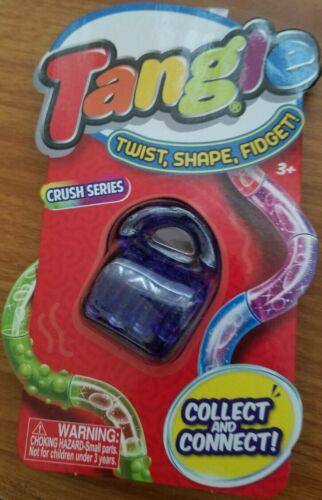 Tangle®
TWIST, SHAPE, FIDGET!
3+
CRUSH SERIES
COLLECT
AND
CONNECT!
WARNING:
CHOKING HAZARD-Small parts.
Not for children under 3 years.